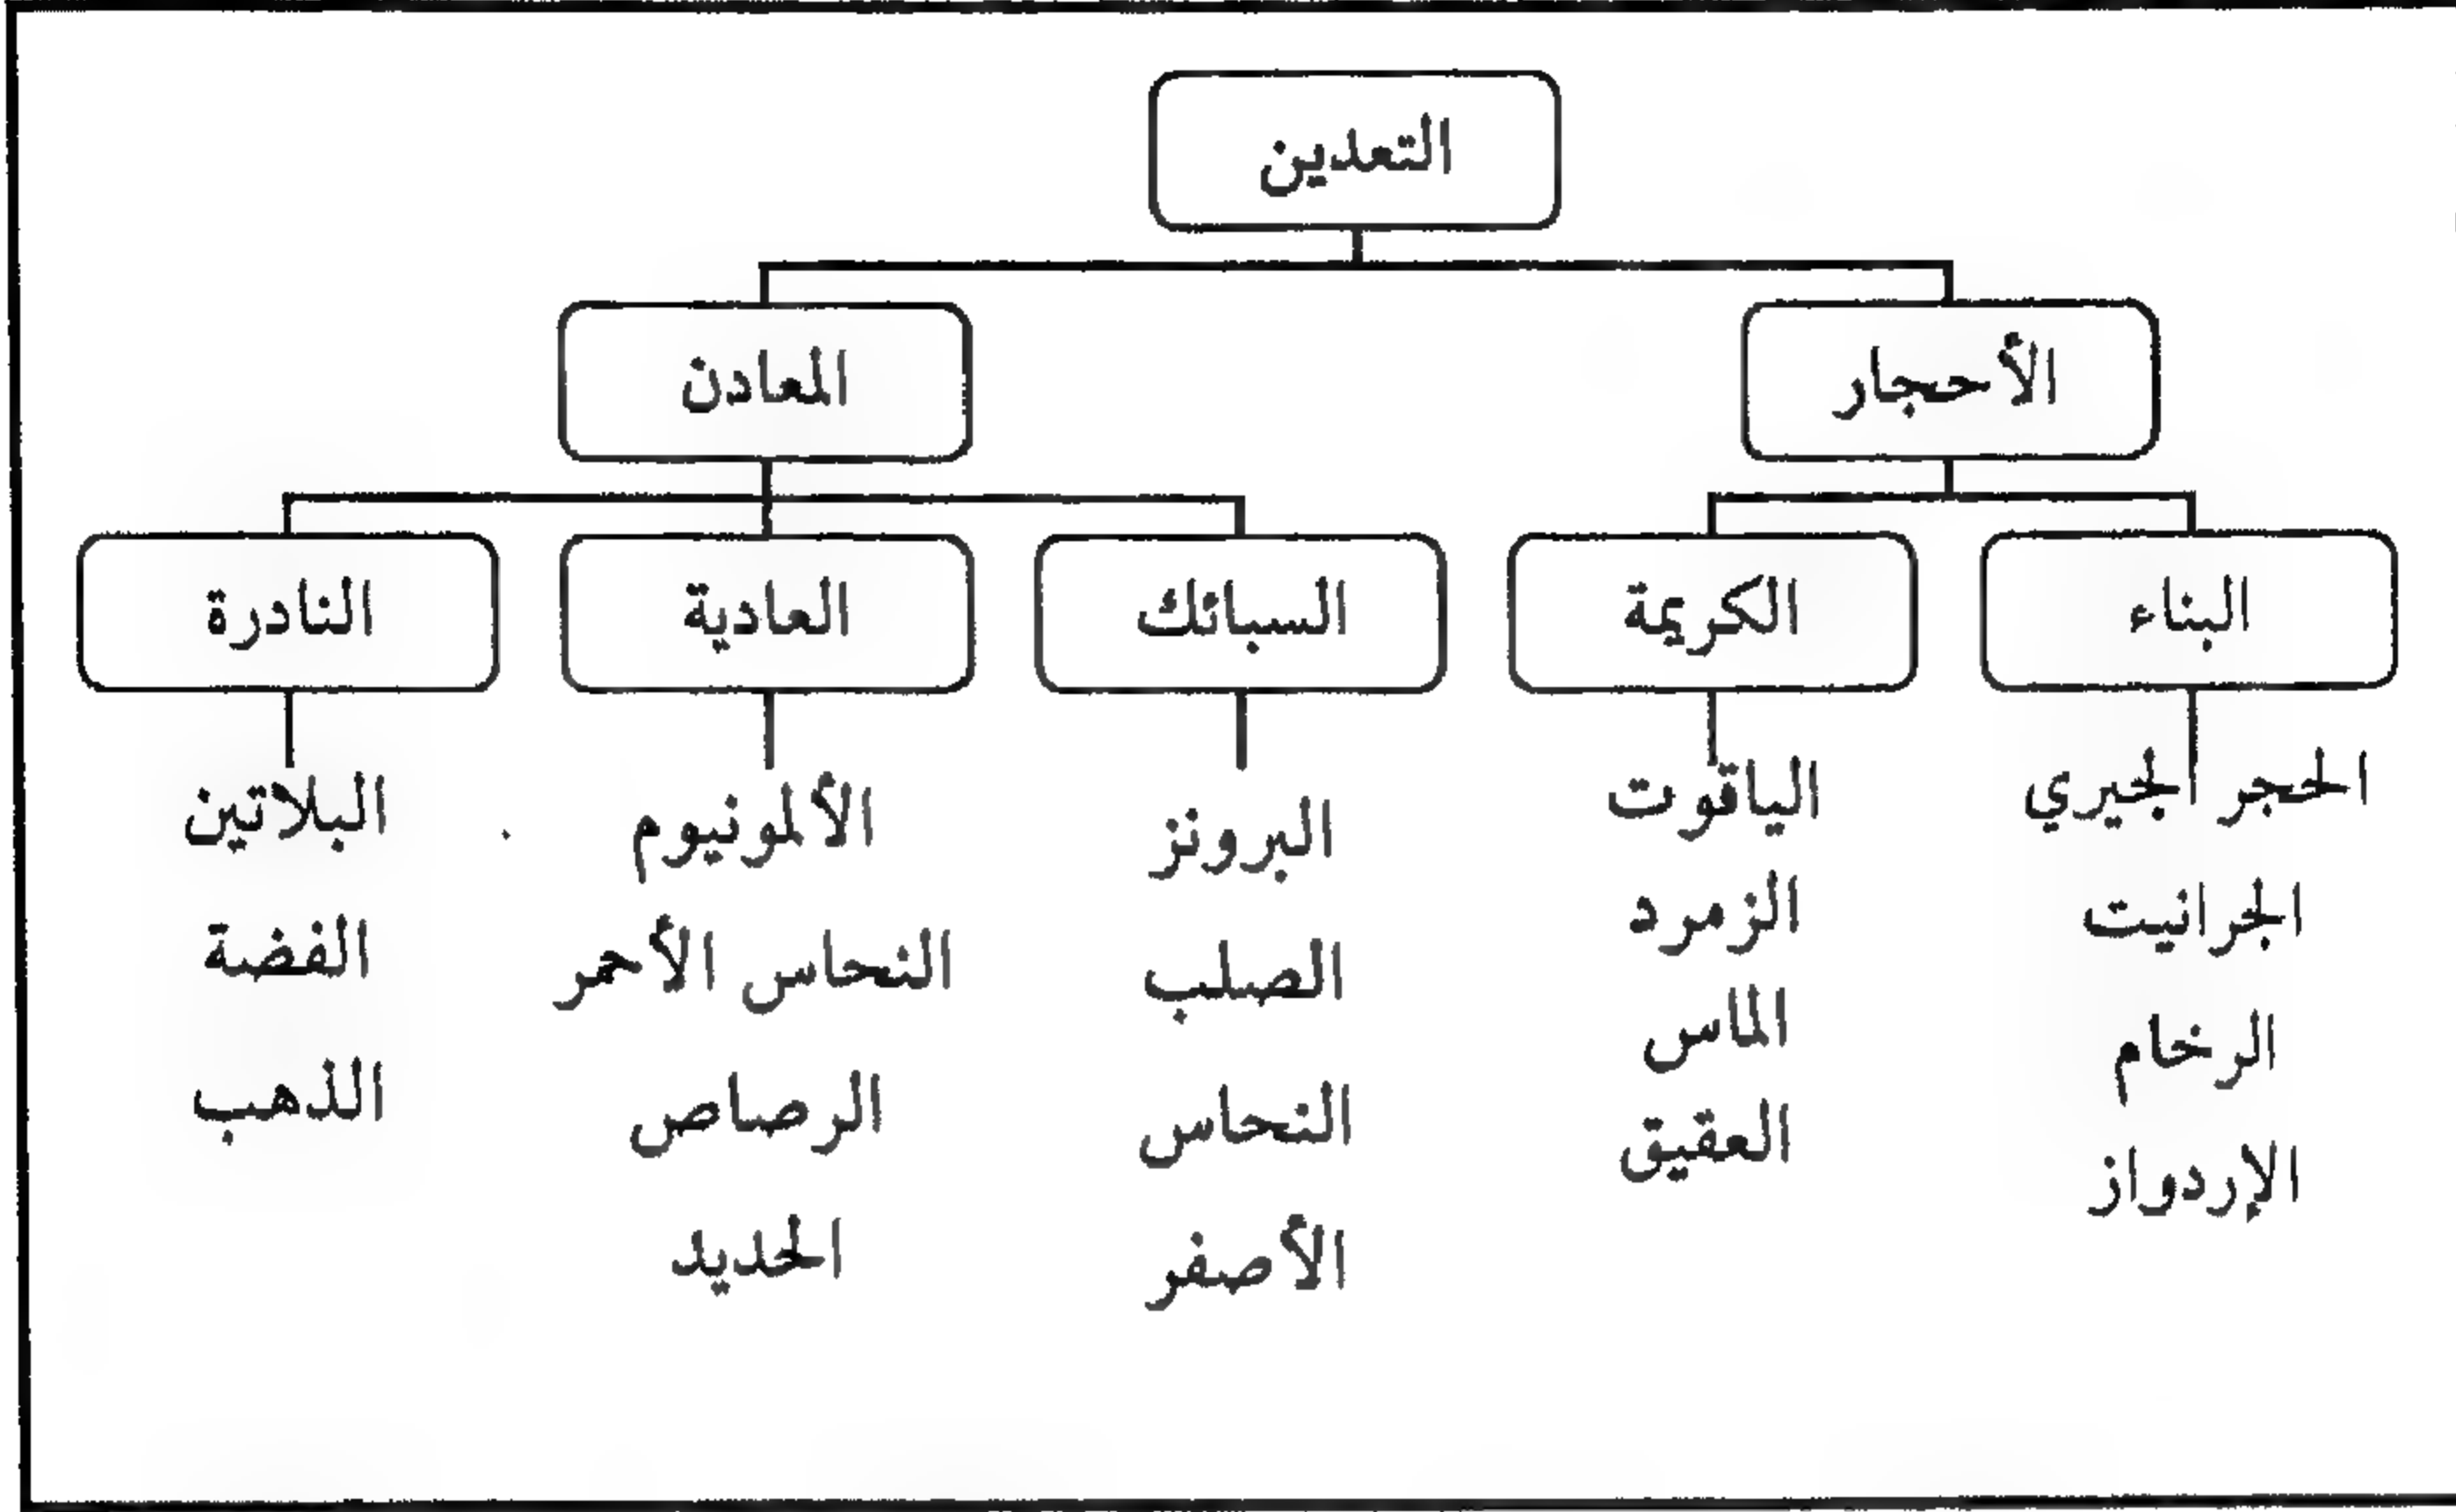 التعدين
الأحجار
المعادن
البناء
الكريمة
السبائك
العادية
النادرة
الحجر الجيري
الجرانيت
الرخام
الإردواز
الياقوت
الزمرد
الماس
العقيق
البرونز
الصلب
النحاس
الأصفر
الألمونيوم
النحاس الأحمر
الرصاص
الحديد
البلاتين
الفضة
الذهب